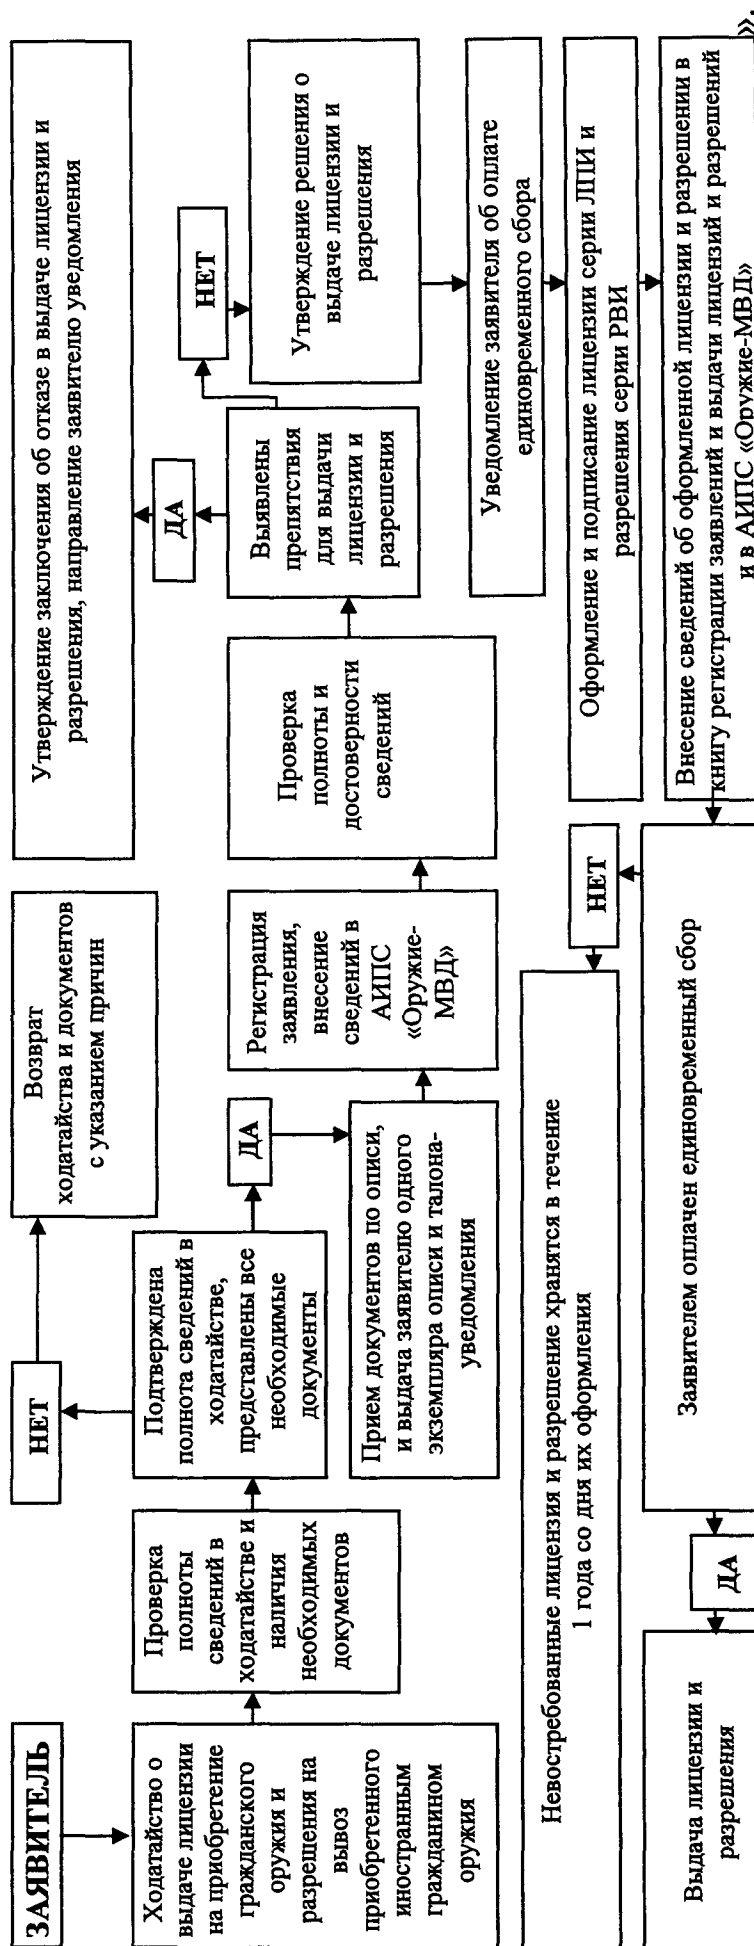 ЗАЯВИТЕЛЬ
Ходатайство о
выдаче лицензии
на приобретение
гражданского
оружия и
разрешения на
вывоз
приобретенного
иностранным
гражданином
оружия
Проверка
полноты
сведений в
ходатайстве и
наличия
необходимых
документов
Подтверждена
полнота сведений в
ходатайстве,
представлены все
необходимые
документы
НЕТ
Возврат
ходатайства и документов
с указанием причин
ДА
Прием документов по описи,
и выдача заявителю одного
экземпляра описи и талона-
уведомления
Регистрация
заявления,
внесение
сведений в
АИПС
«Оружие-
МВД»
Проверка
полноты и
достоверности
сведений
Выявлены
препятствия
для выдачи
лицензии и
разрешения
ДА
Утверждение заключения об отказе в выдаче лицензии и
разрешения, направление заявителю уведомления
НЕТ
Утверждение решения о
выдаче лицензии и
разрешения
Уведомление заявителя об оплате
единовременного сбора
Оформление и подписание лицензии серии ЛПИ и
разрешения серии РВИ
Внесение сведений об оформленной лицензии и разрешении в
книгу регистрации заявлений и выдачи лицензий и разрешений
и в АИПС «Оружие-МВД»
Заявителем оплачен единовременный сбор
НЕТ
Невостребованные лицензия и разрешение хранятся в течение
1 года со дня их оформления
ДА
Выдача лицензии и
разрешения
».